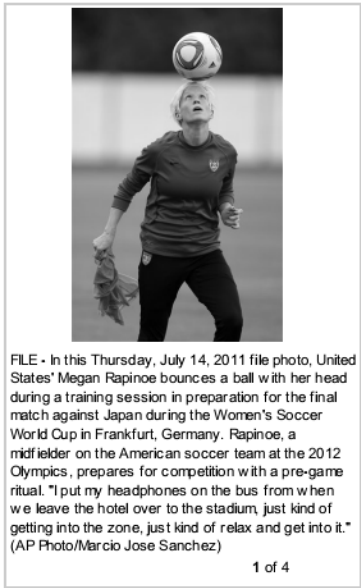 FILE - In this Thursday, July 14, 2011 file photo, United
States' Megan Rapinoe bounces a ball with her head
during a training session in preparation for the final
match against Japan during the Women's Soccer
World Cup in Frankfurt, Germany. Rapinoe, a
midfielder on the American soccer team at the 2012
Olympics, prepares for competition with a pre-game
ritual. "I put my headphones on the bus from when
we leave the hotel over to the stadium, just kind of
getting into the zone, just kind of relax and get into it."
(AP Photo/Marcio Jose Sanchez)
1 of 4